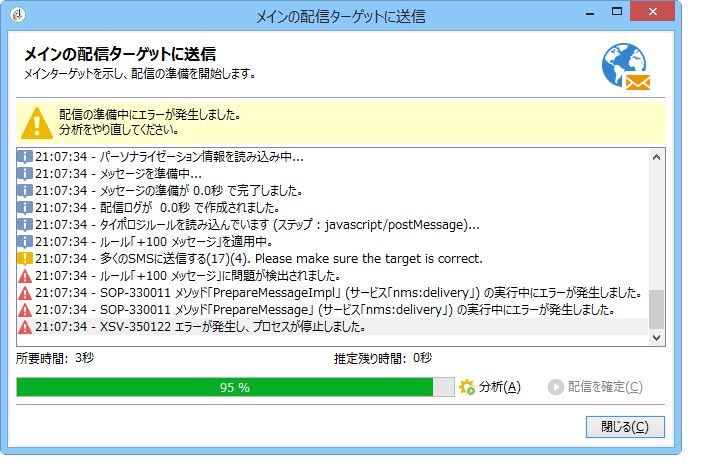 メインの配信ターゲットに送信
メインの配信ターゲットに送信
メインターゲットを示し、配信の準備を開始します。
配信の準備中にエラーが発生しました。
分析をやり直してください。
21:07:34 - パーソナライゼーション情報を読み込み中...
21:07:34 - メッセージを準備中...
21:07:34 - メッセージの準備が 0.0秒 で完了しました。
21:07:34 - 配信ログが 0.0秒 で作成されました。
21:07:34 - タイポロジルールを読み込んでいます (ステップ : javascript/postMessage)...
21:07:34 - ルール「+100 メッセージ」を適用中。
21:07:34 - 多くのSMSに送信する(17)(4). Please make sure the target is correct.
21:07:34 - ルール「+100 メッセージ」に問題が検出されました。
21:07:34 - SOP-330011 メソッド「PrepareMessageImpl」 (サービス「nms:delivery」) の実行中にエラーが発生しました。
21:07:34 - SOP-330011 メソッド「PrepareMessage」 (サービス「nms:delivery」) の実行中にエラーが発生しました。
21:07:34 - XSV-350122 エラーが発生し、プロセスが停止しました。
所要時間: 3秒 推定残り時間: 0秒
95 % 分析(A) 配信を確定(C)
閉じる(C)